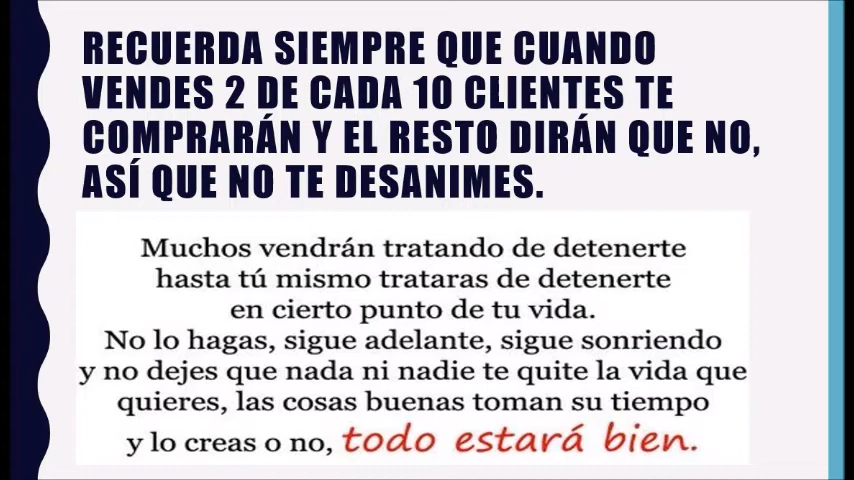 RECUERDA SIEMPRE QUE CUANDO
VENDES 2 DE CADA 10 CLIENTES TE
COMPRARÁN Y EL RESTO DIRÁN QUE NO,
ASÍ QUE NO TE DESANIMES.
Muchos vendrán tratando de detenerte
hasta tú mismo trataras de detenerte
en cierto punto de tu vida.
No lo hagas, sigue adelante, sigue sonriendo
y no dejes que nada ni nadie te quite la vida que
quieres, las cosas buenas toman su tiempo
y lo creas o no, todo estará bien.